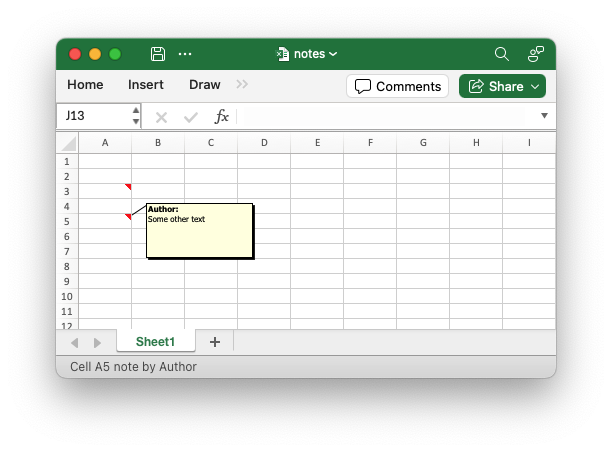 notes
Home Insert Draw Comments Share
J13 fx
A B C D E F G H I
1
2
3
4
Author:
Some other text
5
6
7
8
9
10
11
12
Sheet1 +
Cell A5 note by Author